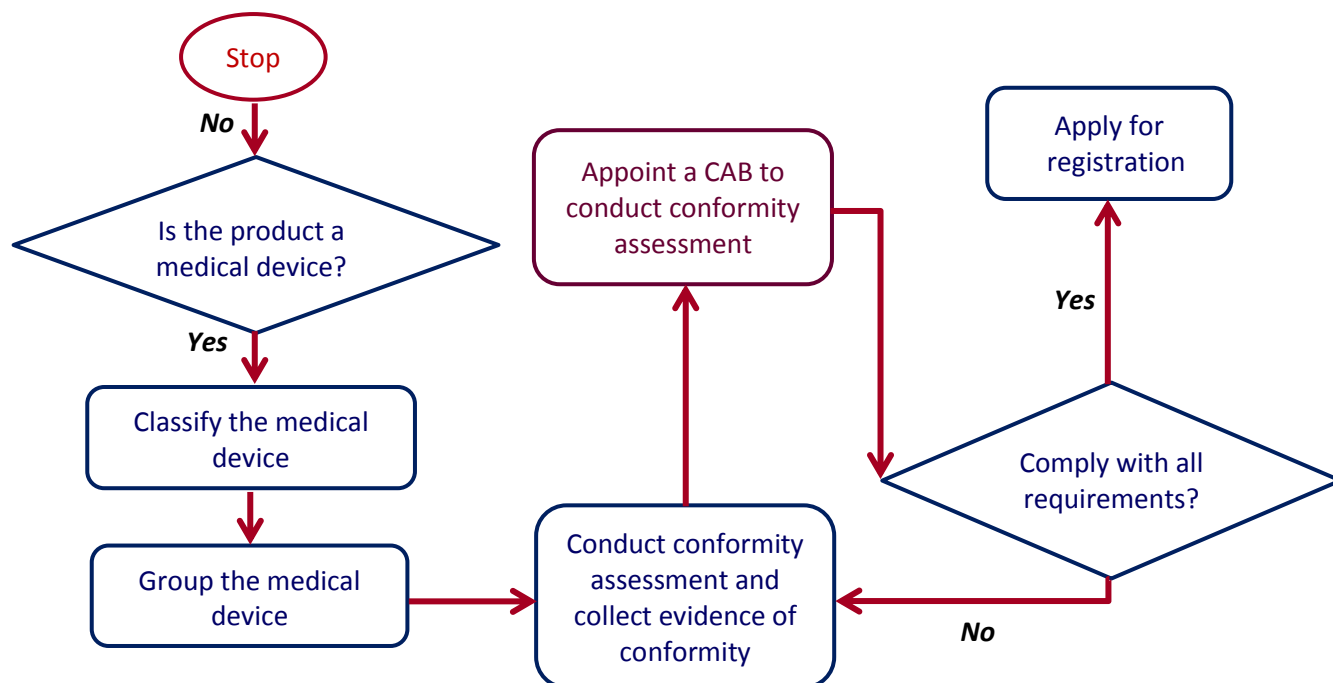 Stop
No
Is the product a
medical device?
Yes
Classify the medical
device
Group the medical
device
Conduct conformity
assessment and
collect evidence of
conformity
Appoint a CAB to
conduct conformity
assessment
Comply with all
requirements?
No
Yes
Apply for
registration